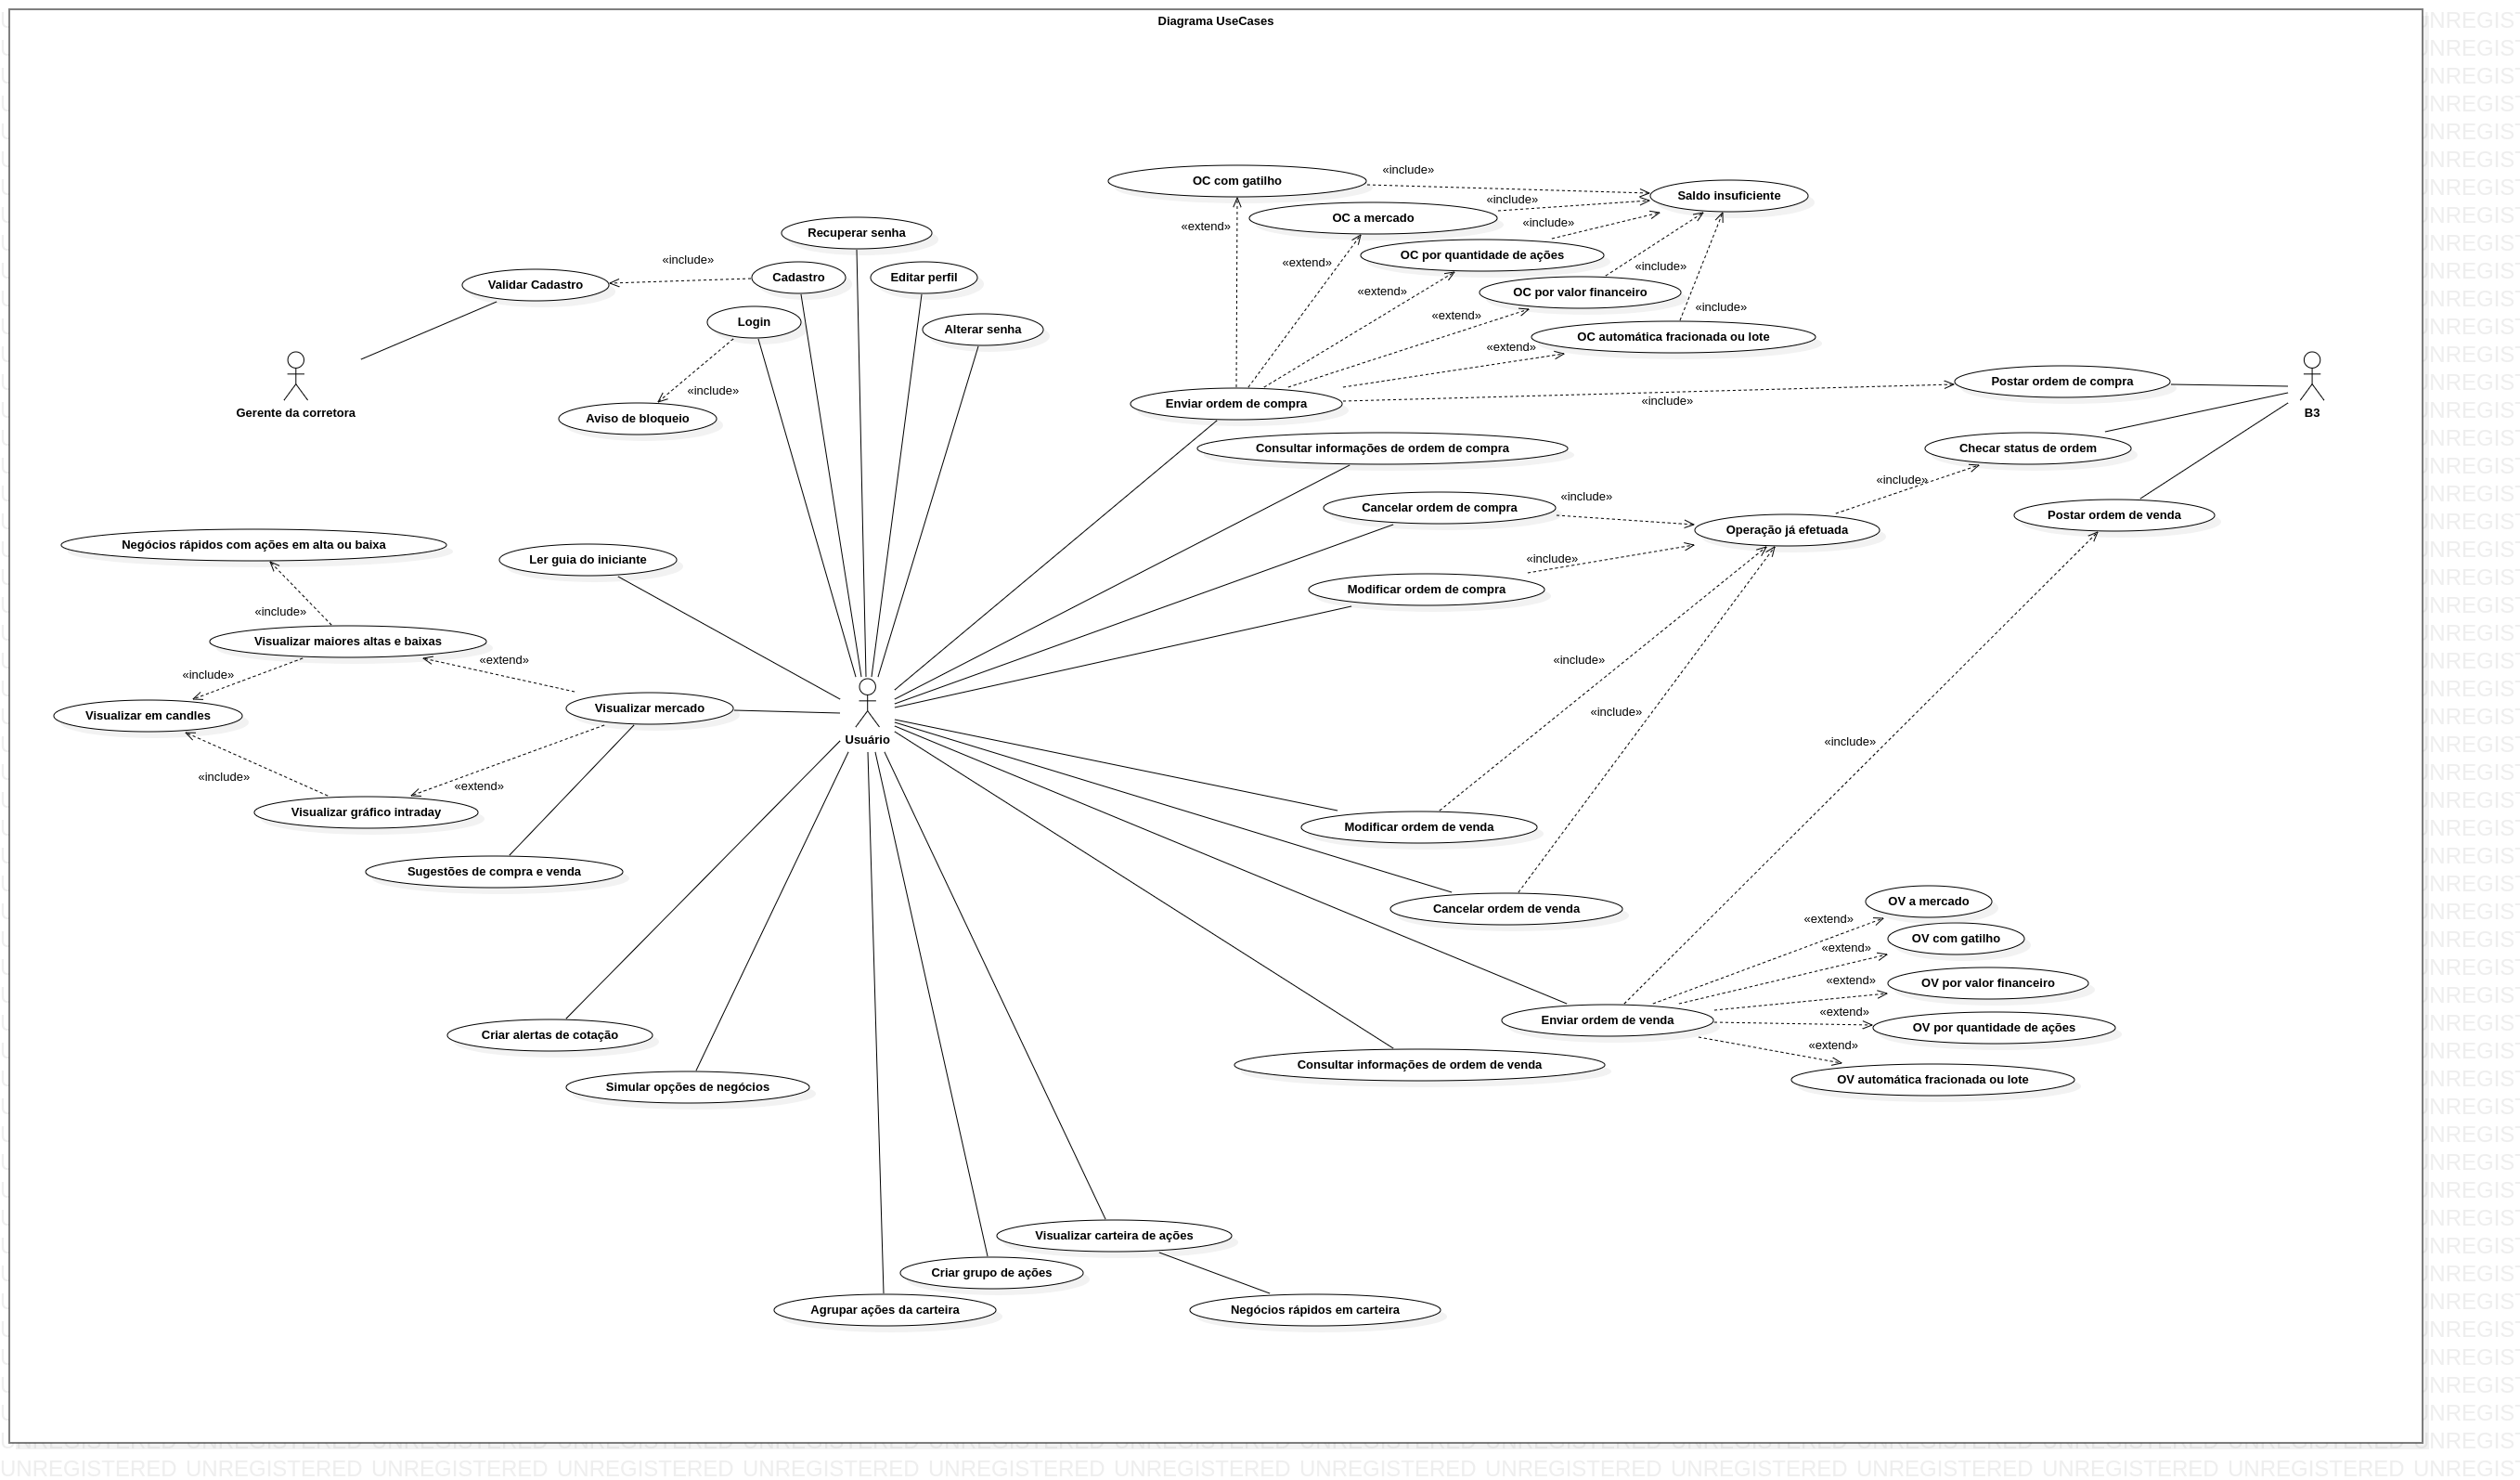 Diagrama UseCases
OC com gatilho
«include»
Saldo insuficiente
«include»
OC a mercado
«extend»
«include»
Recuperar senha
OC por quantidade de ações
«extend»
«include»
«include»
Validar Cadastro
Cadastro
Editar perfil
«extend»
OC por valor financeiro
«include»
Login
Alterar senha
«extend»
OC automática fracionada ou lote
«extend»
Gerente da corretora
«include»
Aviso de bloqueio
Enviar ordem de compra
«include»
Postar ordem de compra
B3
Consultar informações de ordem de compra
Checar status de ordem
«include»
«include»
Cancelar ordem de compra
Operação já efetuada
Postar ordem de venda
Negócios rápidos com ações em alta ou baixa
Ler guia do iniciante
«include»
Modificar ordem de compra
«include»
Visualizar maiores altas e baixas
«extend»
«include»
«include»
Visualizar em candles
Visualizar mercado
«include»
Usuário
«include»
«include»
«extend»
Visualizar gráfico intraday
Modificar ordem de venda
Sugestões de compra e venda
Cancelar ordem de venda
OV a mercado
«extend»
OV com gatilho
«extend»
OV por valor financeiro
«extend»
Criar alertas de cotação
Enviar ordem de venda
«extend»
OV por quantidade de ações
«extend»
Consultar informações de ordem de venda
OV automática fracionada ou lote
Simular opções de negócios
Visualizar carteira de ações
Criar grupo de ações
Agrupar ações da carteira
Negócios rápidos em carteira
UNREGISTERED UNREGISTERED UNREGISTERED UNREGISTERED UNREGISTERED UNREGISTERED UNREGISTERED UNREGISTERED UNREGISTERED UNREGISTERED UNREGISTERED UNREGISTERED UNREGISTERED